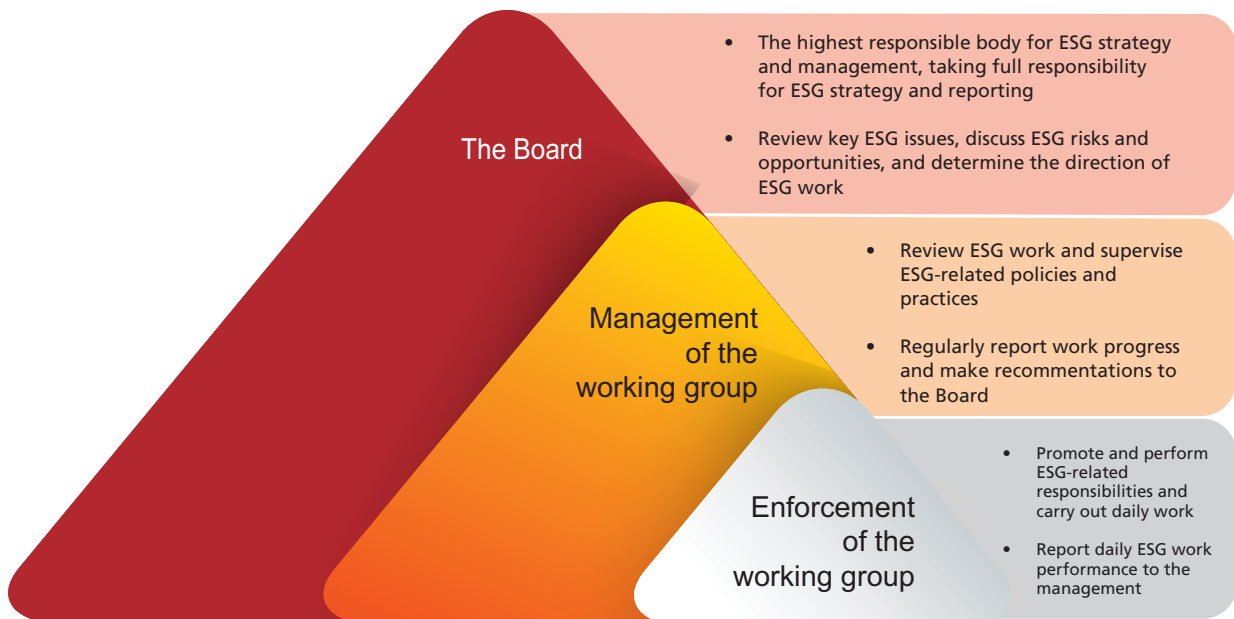 The Board
• The highest responsible body for ESG strategy
and management, taking full responsibility
for ESG strategy and reporting
• Review key ESG issues, discuss ESG risks and
opportunities, and determine the direction of
ESG work
Management
of the
working group
• Review ESG work and supervise
ESG-related policies and
practices
• Regularly report work progress
and make recommentations to
the Board
Enforcement
of the
working group
• Promote and perform
ESG-related
responsibilities and
carry out daily work
• Report daily ESG work
performance to the
management